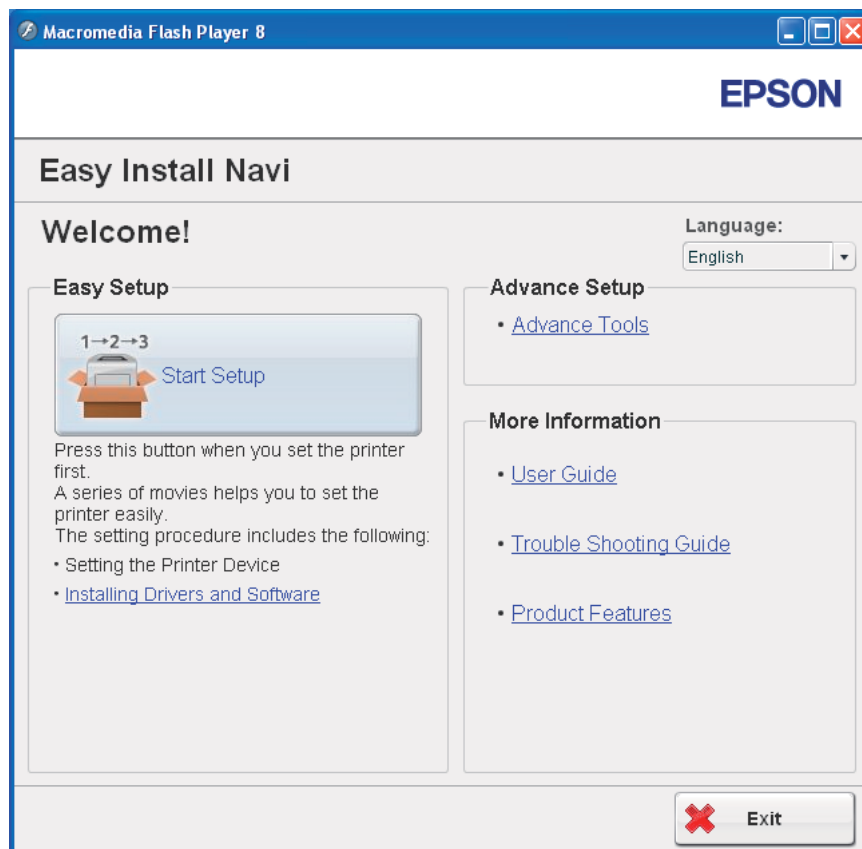 Macromedia Flash Player 8
EPSON
Easy Install Navi
Welcome!
Language:
English
Easy Setup
1→2→3
Start Setup
Press this button when you set the printer
first.
A series of movies helps you to set the
printer easily.
The setting procedure includes the following:
• Setting the Printer Device
• Installing Drivers and Software
Advance Setup
• Advance Tools
More Information
• User Guide
• Trouble Shooting Guide
• Product Features
Exit